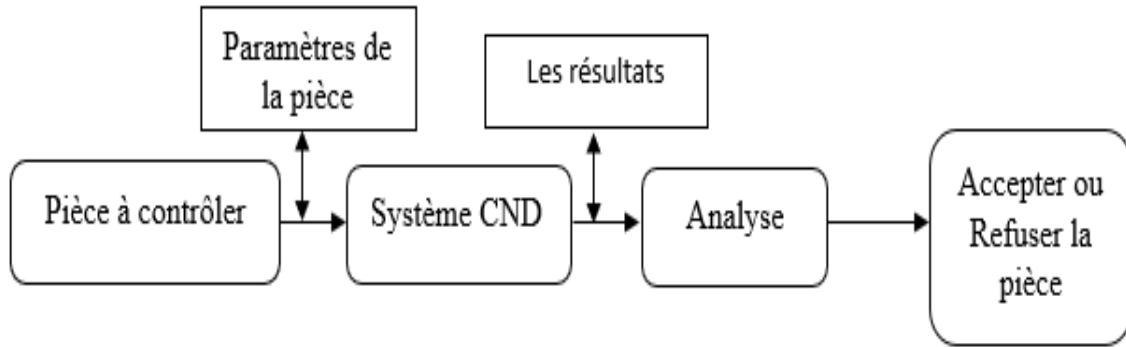 Paramètres de
la pièce
Les résultats
Pièce à contrôler
Système CND
Analyse
Accepter ou
Refuser la
pièce